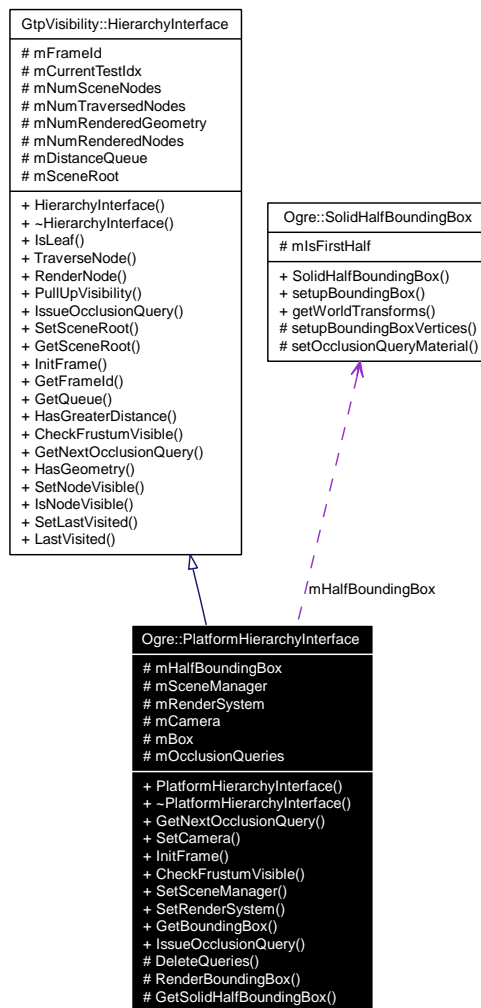 GtpVisibility::HierarchyInterface
# mFrameId
# mCurrentTestIdx
# mNumSceneNodes
# mNumTraversedNodes
# mNumRenderedGeometry
# mNumRenderedNodes
# mDistanceQueue
# mSceneRoot
+ HierarchyInterface()
+ ~HierarchyInterface()
+ IsLeaf()
+ TraverseNode()
+ RenderNode()
+ PullUpVisibility()
+ IssueOcclusionQuery()
+ SetSceneRoot()
+ GetSceneRoot()
+ InitFrame()
+ GetFrameId()
+ GetQueue()
+ HasGreaterDistance()
+ CheckFrustumVisible()
+ GetNextOcclusionQuery()
+ HasGeometry()
+ SetNodeVisible()
+ IsNodeVisible()
+ SetLastVisited()
+ LastVisited()
Ogre::SolidHalfBoundingBox
# mIsFirstHalf
+ SolidHalfBoundingBox()
+ setupBoundingBox()
+ getWorldTransforms()
# setupBoundingBoxVertices()
# setOcclusionQueryMaterial()
mHalfBoundingBox
Ogre::PlatformHierarchyInterface
# mHalfBoundingBox
# mSceneManager
# mRenderSystem
# mCamera
# mBox
# mOcclusionQueries
+ PlatformHierarchyInterface()
+ ~PlatformHierarchyInterface()
+ GetNextOcclusionQuery()
+ SetCamera()
+ InitFrame()
+ CheckFrustumVisible()
+ SetSceneManager()
+ SetRenderSystem()
+ GetBoundingBox()
+ IssueOcclusionQuery()
# DeleteQueries()
# RenderBoundingBox()
# GetSolidHalfBoundingBox()